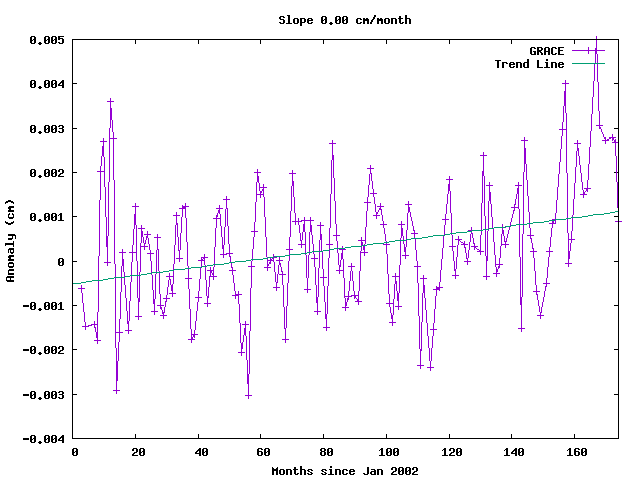 Slope 0.00 cm/month
0.005
GRACE
Trend Line
0.004
0.003
0.002
0.001
0
-0.001
-0.002
-0.003
-0.004
Anomaly (cm)
0 20 40 60 80 100 120 140 160
Months since Jan 2002